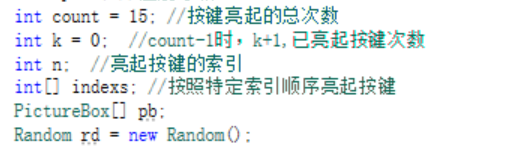 int count = 15; //按键亮起的总次数
int k = 0;  //count-1时，k+1,已亮起按键次数
int n;  //亮起按键的索引
int[] indexs; //按照特定索引顺序亮起按键
PictureBox[] pb;
Random rd = new Random();